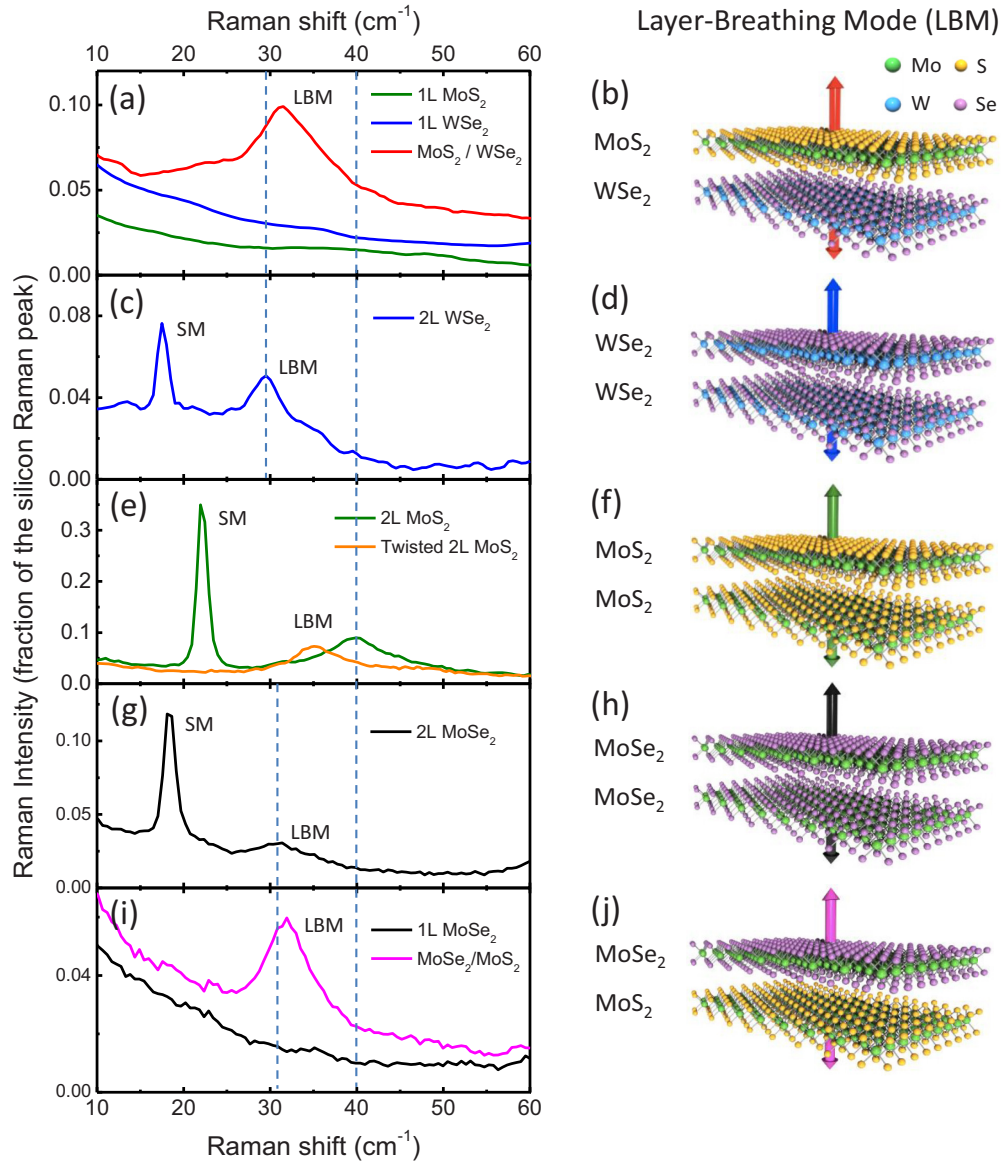 Raman shift (cm⁻¹)
10 20 30 40 50 60
Layer-Breathing Mode (LBM)
Mo S
W Se
Raman Intensity (fraction of the silicon Raman peak)
(a)
LBM
1L MoS₂
1L WSe₂
MoS₂ / WSe₂
0.10
0.05
0.00
(b)
MoS₂
WSe₂
(c)
SM
LBM
2L WSe₂
0.08
0.04
0.00
(d)
WSe₂
WSe₂
(e)
SM
LBM
2L MoS₂
Twisted 2L MoS₂
0.3
0.2
0.1
0.0
(f)
MoS₂
MoS₂
(g)
SM
LBM
2L MoSe₂
0.10
0.05
0.00
(h)
MoSe₂
MoSe₂
(i)
LBM
1L MoSe₂
MoSe₂/MoS₂
0.04
0.00
(j)
MoSe₂
MoS₂
10 20 30 40 50 60
Raman shift (cm⁻¹)